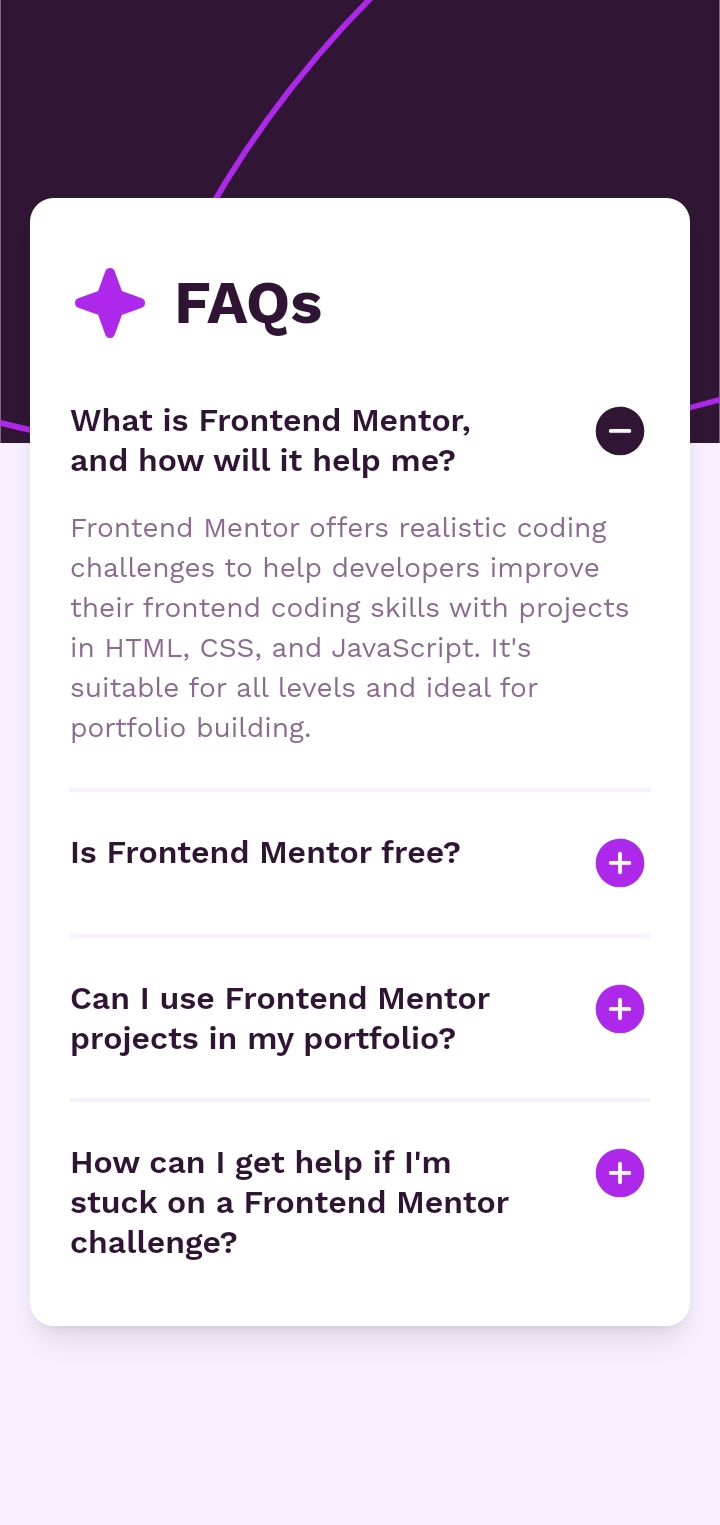 FAQs
What is Frontend Mentor,
and how will it help me?
Frontend Mentor offers realistic coding
challenges to help developers improve
their frontend coding skills with projects
in HTML, CSS, and JavaScript. It's
suitable for all levels and ideal for
portfolio building.
Is Frontend Mentor free?
Can I use Frontend Mentor
projects in my portfolio?
How can I get help if I'm
stuck on a Frontend Mentor
challenge?